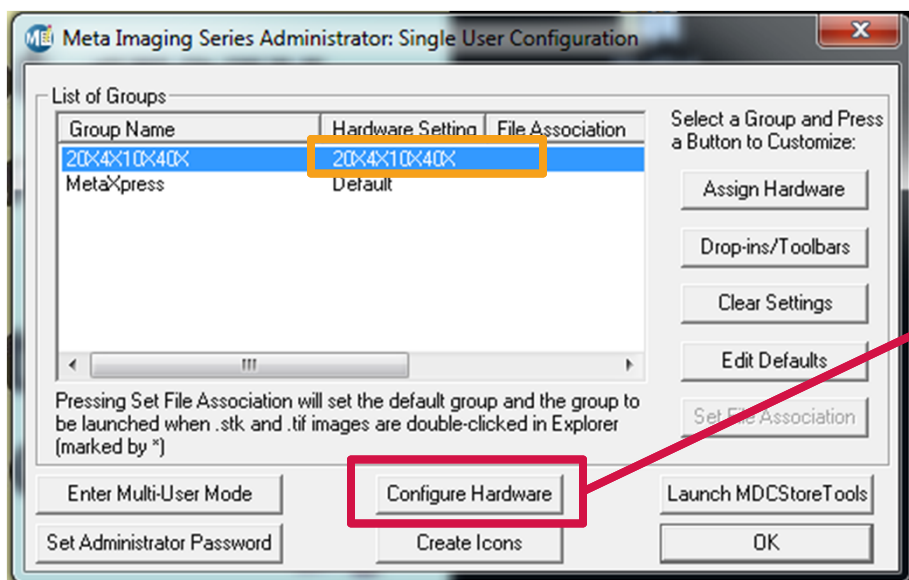 Meta Imaging Series Administrator: Single User Configuration
List of Groups
Group Name Hardware Setting File Association
20X4X10X40X 20X4X10X40X
MetaXpress Default
Select a Group and Press
a Button to Customize:
Assign Hardware
Drop-ins/Toolbars
Clear Settings
Edit Defaults
Set File Association
Pressing Set File Association will set the default group and the group to
be launched when .stk and .tif images are double-clicked in Explorer
(marked by *)
Enter Multi-User Mode Configure Hardware Launch MDCStoreTools
Set Administrator Password Create Icons OK